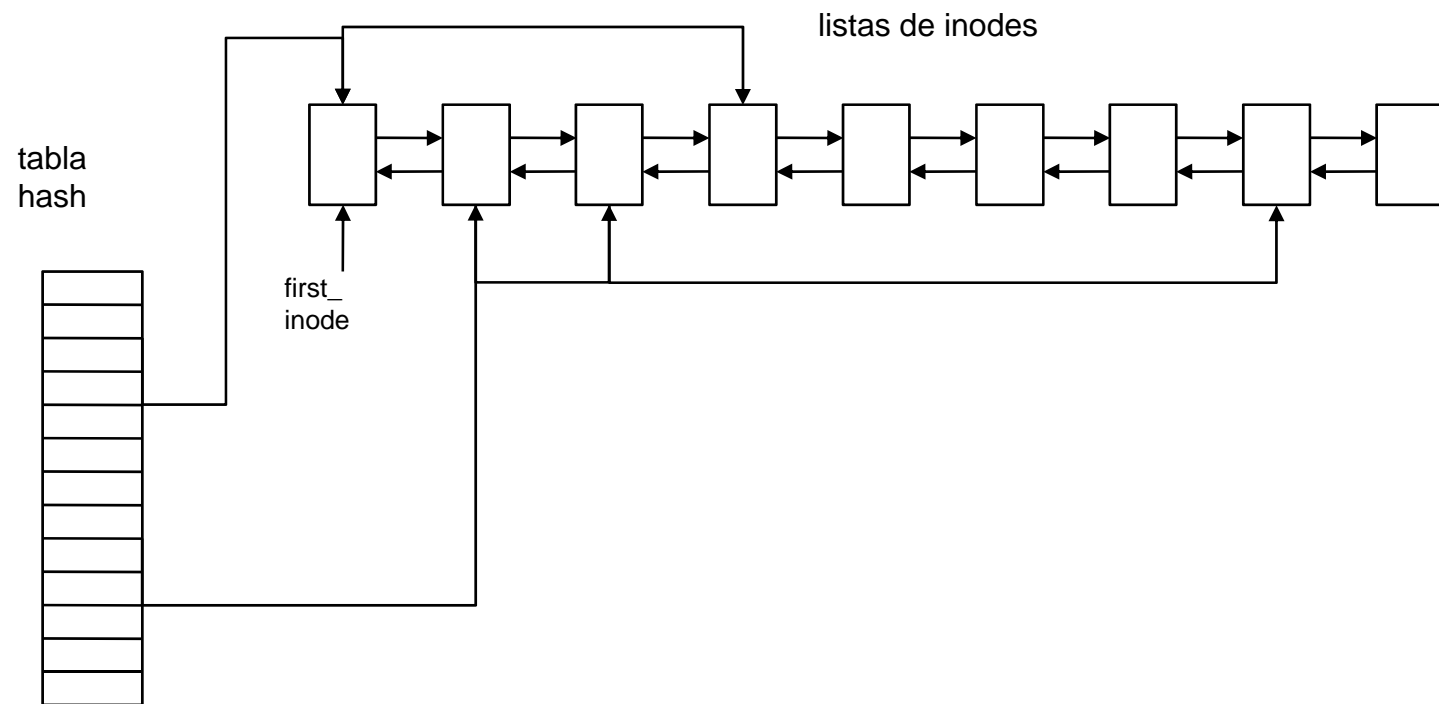 listas de inodes
tabla
hash
first_
inode